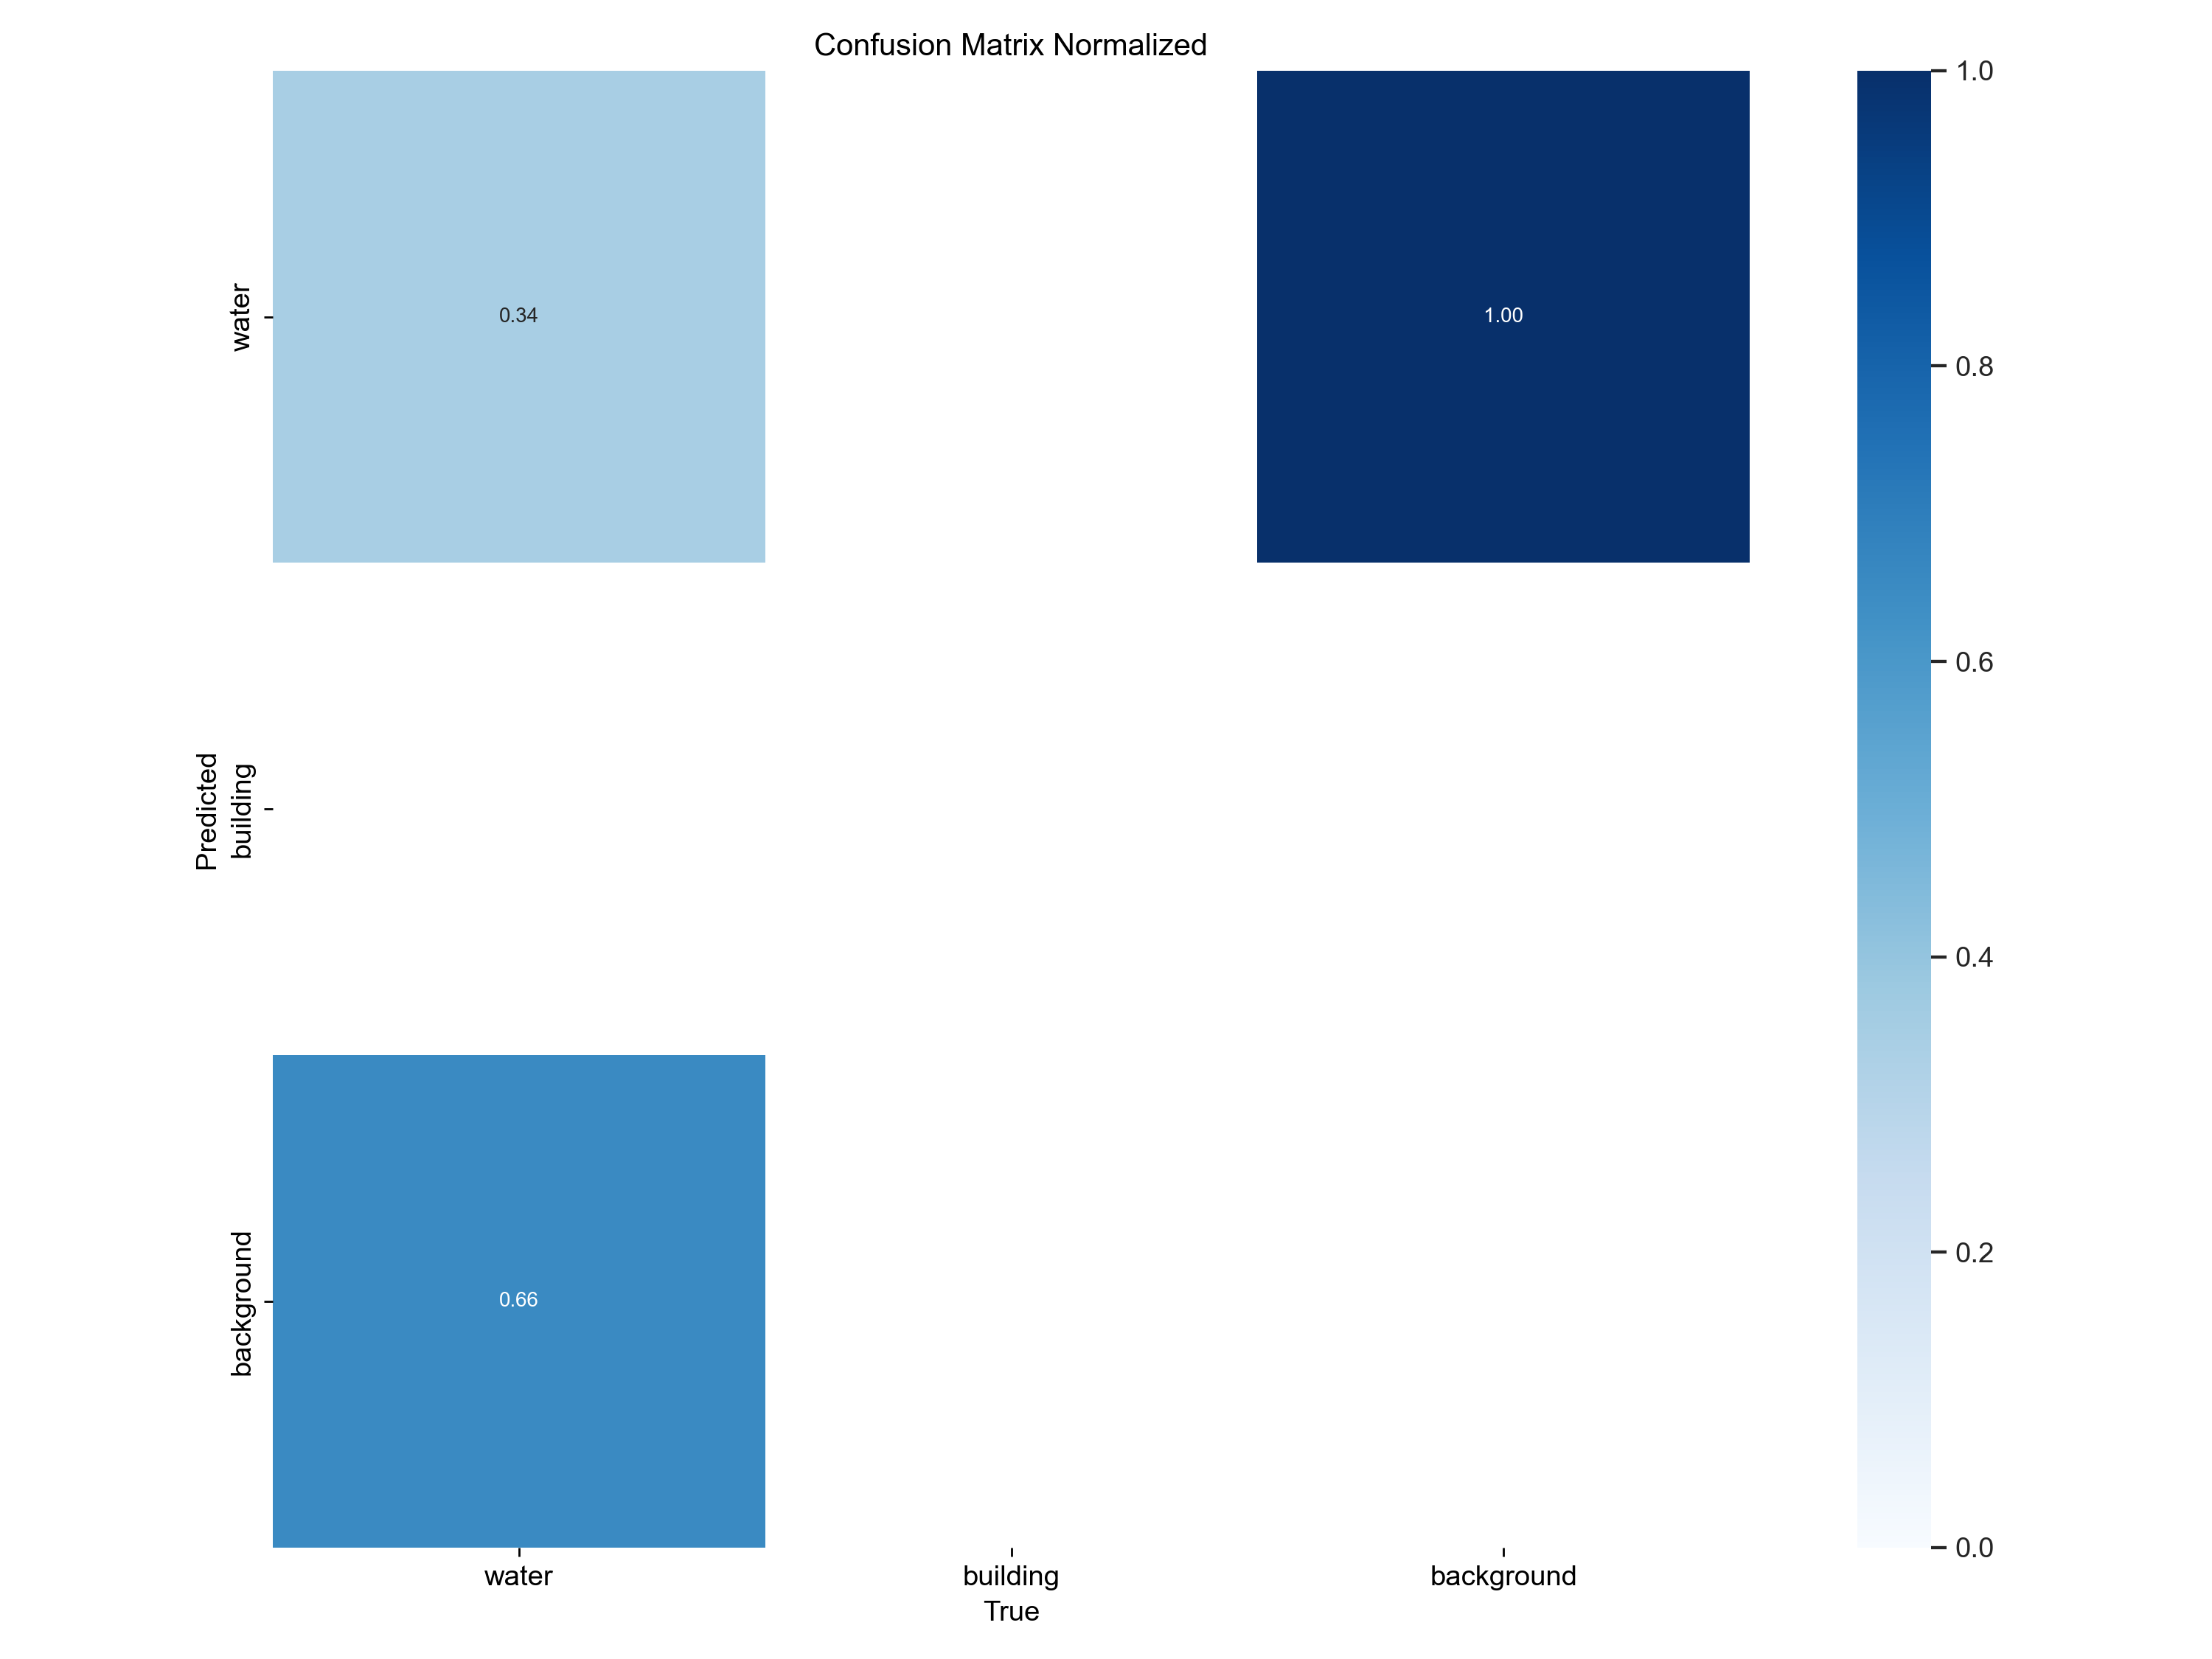 Confusion Matrix Normalized
water
0.34
1.00
Predicted
building
background
0.66
water
building
background
True
1.0
0.8
0.6
0.4
0.2
0.0